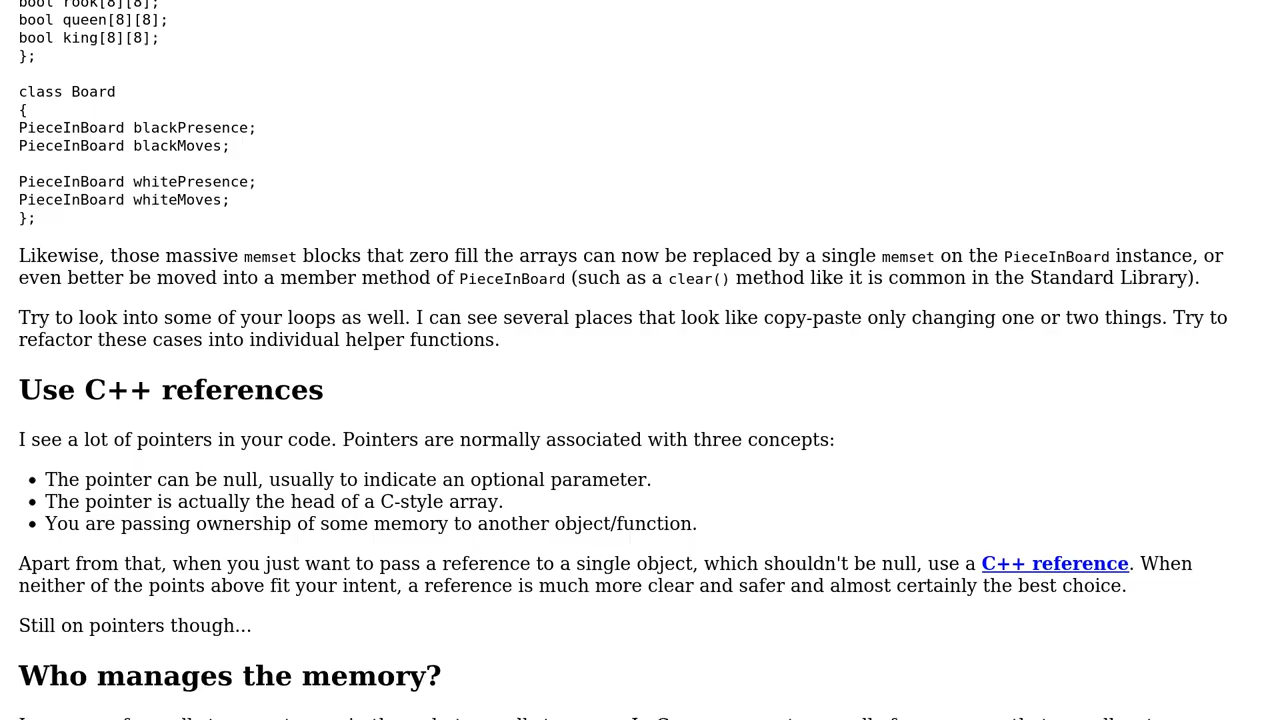 bool rook[8][8];
bool queen[8][8];
bool king[8][8];
};
class Board
{
PieceInBoard blackPresence;
PieceInBoard blackMoves;
PieceInBoard whitePresence;
PieceInBoard whiteMoves;
};
Likewise, those massive memset blocks that zero fill the arrays can now be replaced by a single memset on the PieceInBoard instance, or
even better be moved into a member method of PieceInBoard (such as a clear() method like it is common in the Standard Library).
Try to look into some of your loops as well. I can see several places that look like copy-paste only changing one or two things. Try to
refactor these cases into individual helper functions.
Use C++ references
I see a lot of pointers in your code. Pointers are normally associated with three concepts:
• The pointer can be null, usually to indicate an optional parameter.
• The pointer is actually the head of a C-style array.
• You are passing ownership of some memory to another object/function.
Apart from that, when you just want to pass a reference to a single object, which shouldn't be null, use a C++ reference. When
neither of the points above fit your intent, a reference is much more clear and safer and almost certainly the best choice.
Still on pointers though...
Who manages the memory?